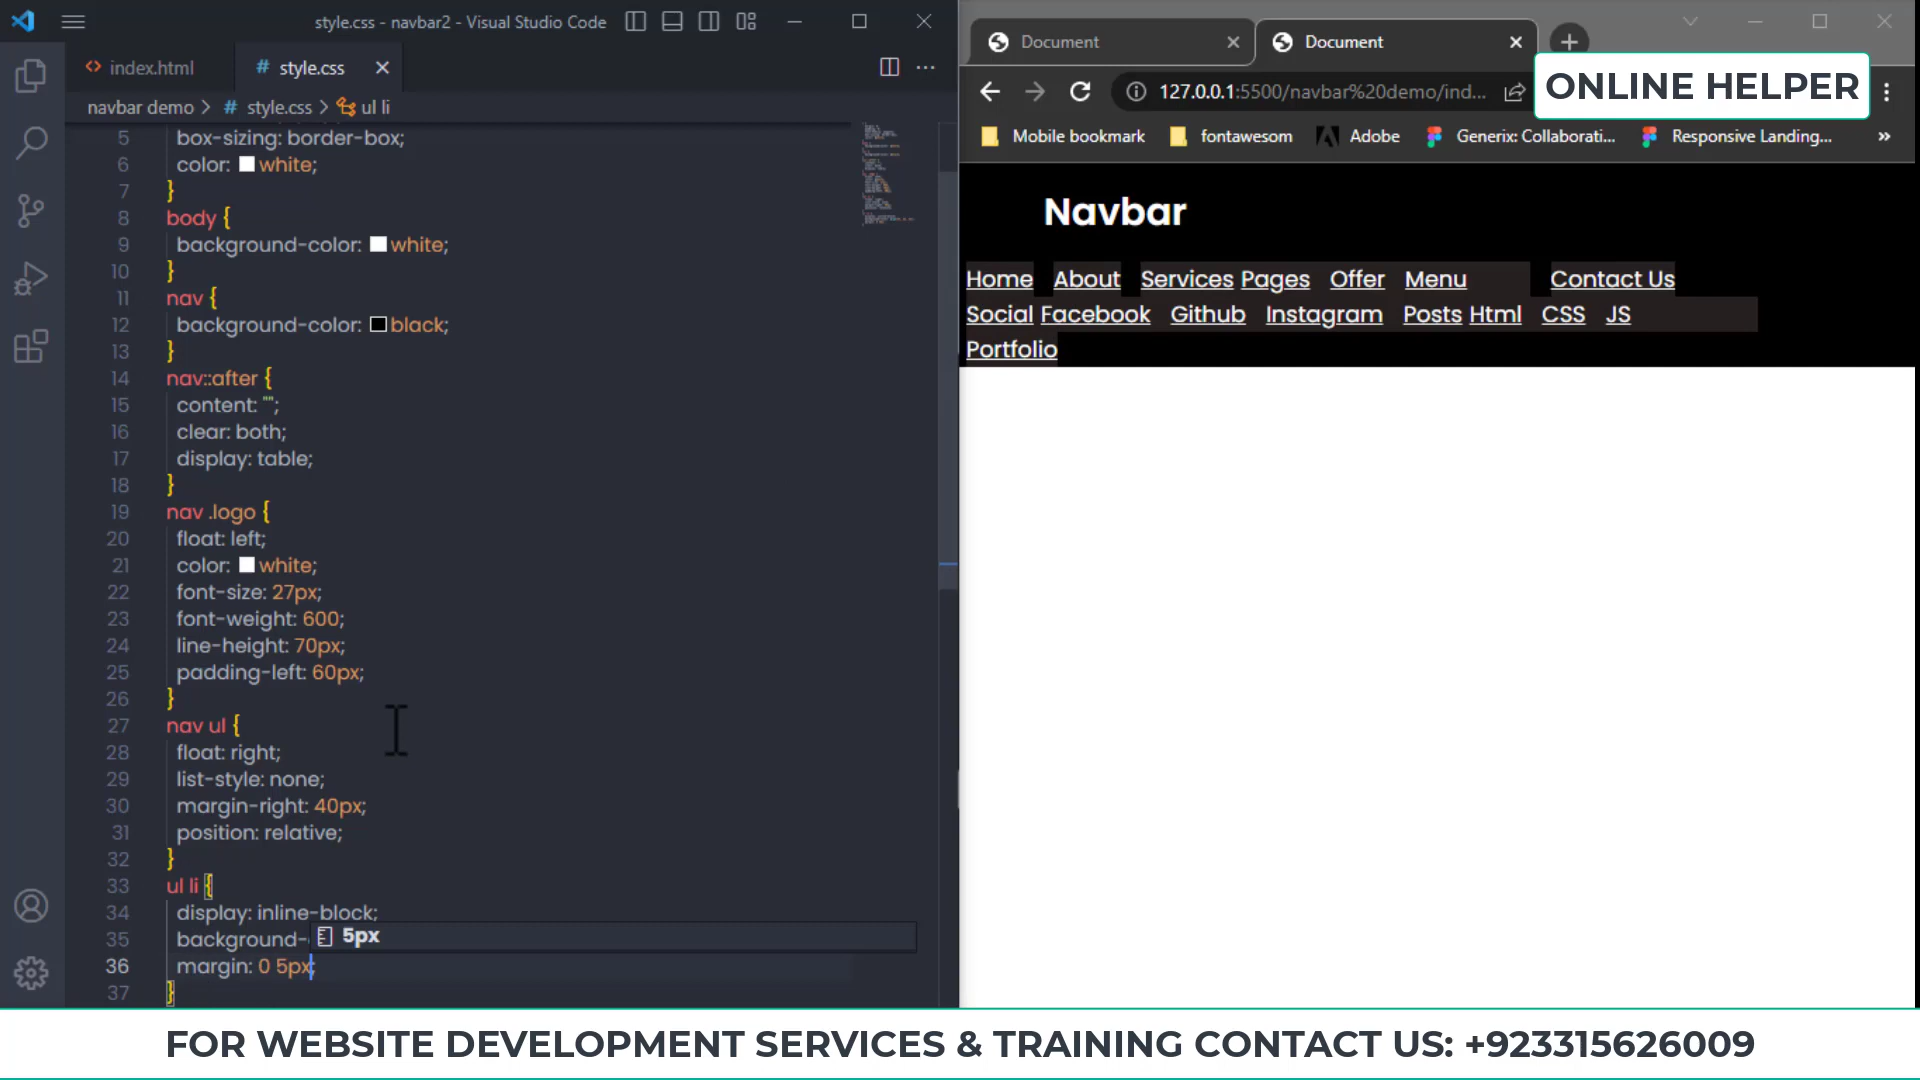 style.css - navbar2 - Visual Studio Code
index.html
# style.css
navbar demo > # style.css > ul li
5 box-sizing: border-box;
6 color: white;
7 }
8 body {
9 background-color: white;
10 }
11 nav {
12 background-color: black;
13 }
14 nav::after {
15 content: "";
16 clear: both;
17 display: table;
18 }
19 nav .logo {
20 float: left;
21 color: white;
22 font-size: 27px;
23 font-weight: 600;
24 line-height: 70px;
25 padding-left: 60px;
26 }
27 nav ul {
28 float: right;
29 list-style: none;
30 margin-right: 40px;
31 position: relative;
32 }
33 ul li {
34 display: inline-block;
35 background-
5px
36 margin: 0 5px;
37 }
Document
Document
127.0.0.1:5500/navbar%20demo/ind...
ONLINE HELPER
Mobile bookmark
fontawesom
Adobe
Generix: Collaborati...
Responsive Landing...
»
Navbar
Home About Services Pages Offer Menu Contact Us
Social Facebook Github Instagram Posts Html CSS JS
Portfolio
FOR WEBSITE DEVELOPMENT SERVICES & TRAINING CONTACT US: +923315626009